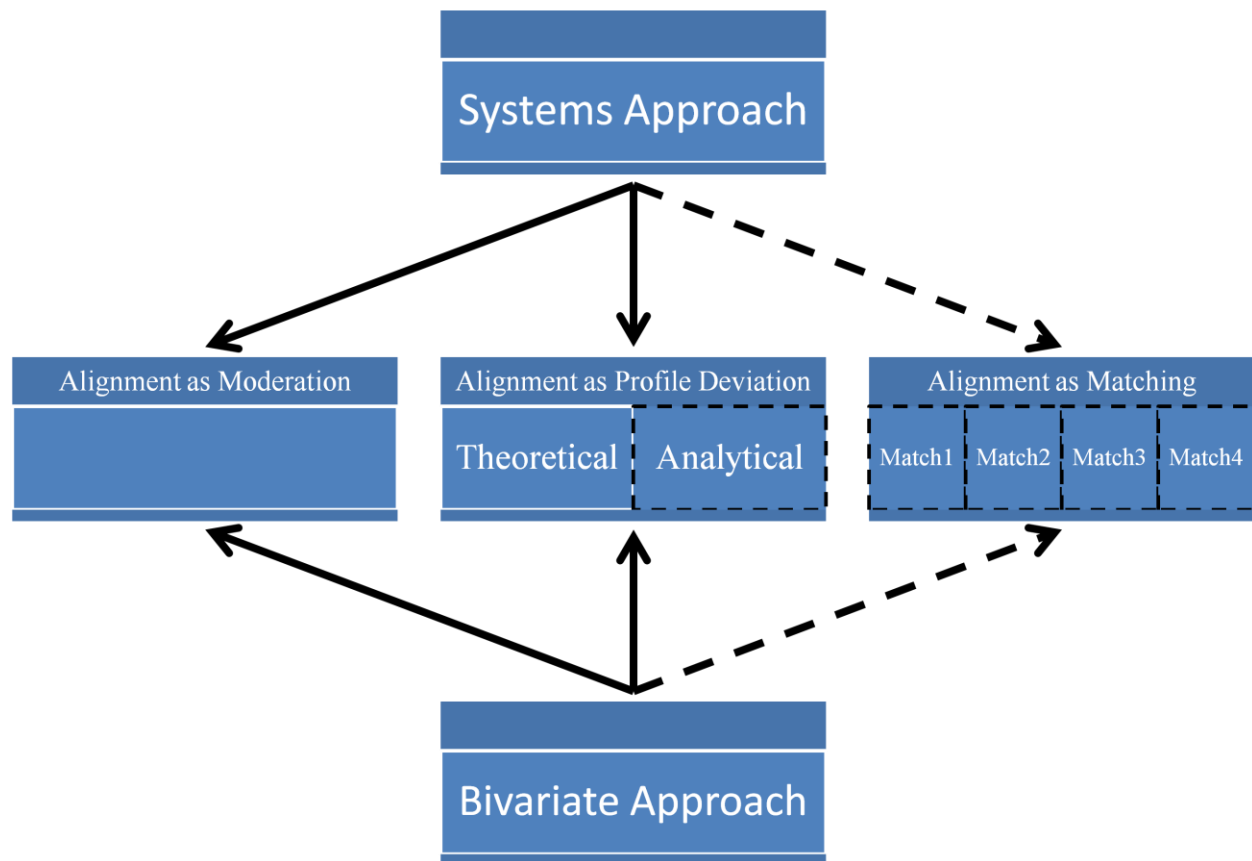 Systems Approach
Alignment as Moderation
Alignment as Profile Deviation
Alignment as Matching
Theoretical
Analytical
Match1
Match2
Match3
Match4
Bivariate Approach